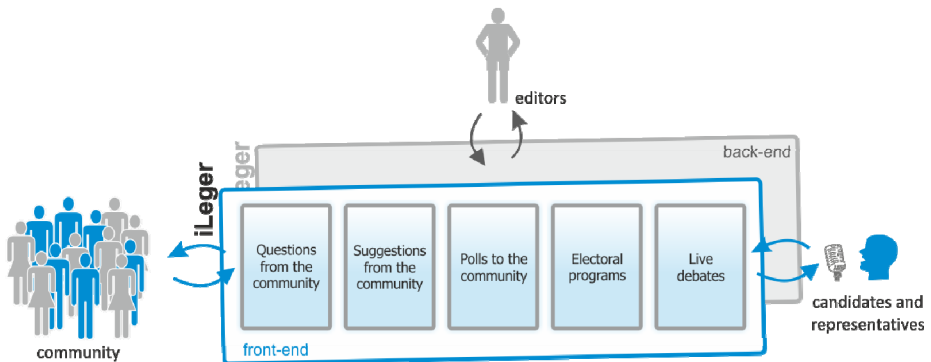 editors
back-end
iLeger
eger
Questions
from the
community
Suggestions
from the
community
Polls to the
community
Electoral
programs
Live
debates
front-end
community
candidates and
representatives